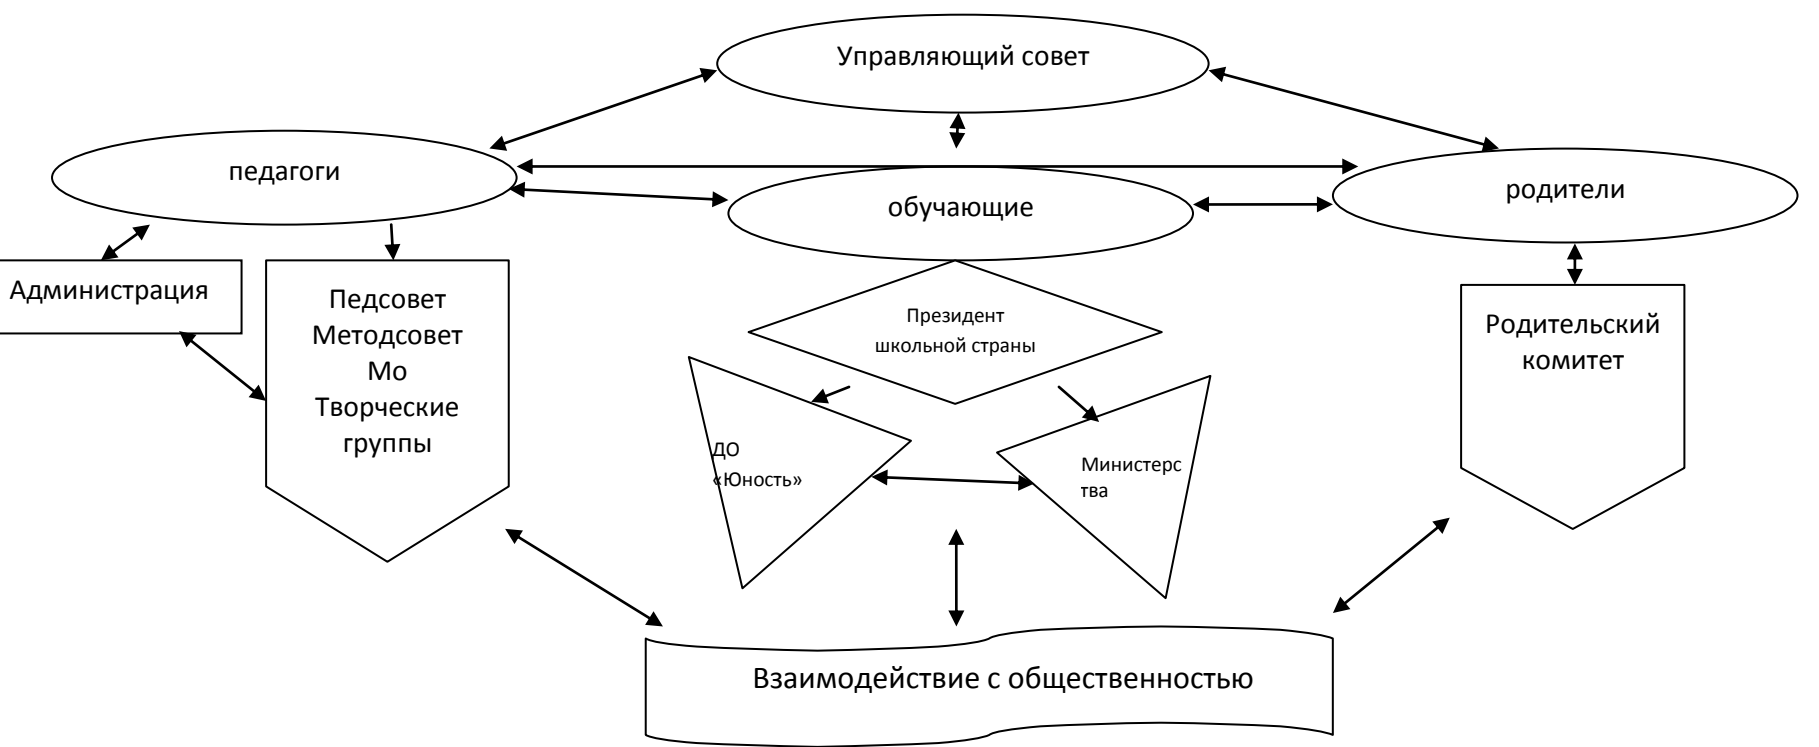 Управляющий совет
педагоги
обучающие
родители
Администрация
Педсовет
Методсовет
Мо
Творческие
группы
Президент
школьной страны
Родительский
комитет
ДО
«Юность»
Министерс
тва
Взаимодействие с общественностью